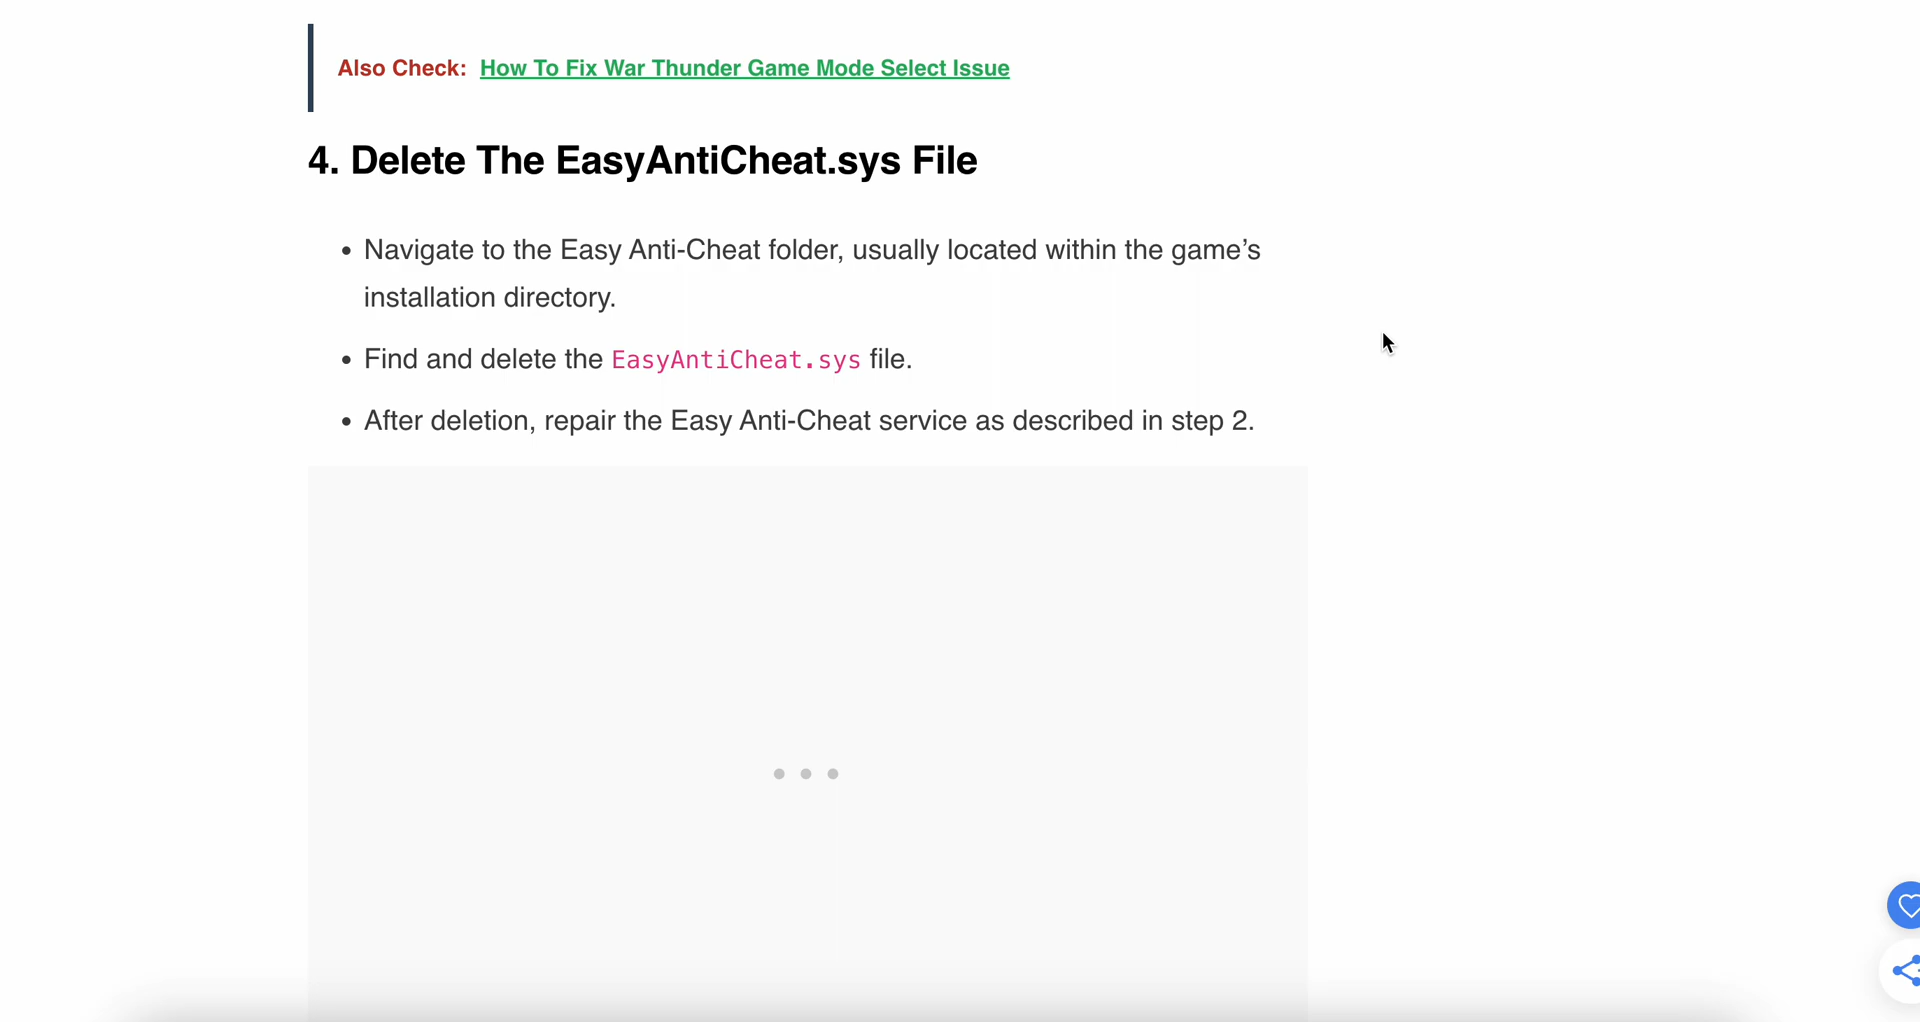 Also Check: How To Fix War Thunder Game Mode Select Issue
4. Delete The EasyAntiCheat.sys File
• Navigate to the Easy Anti-Cheat folder, usually located within the game’s
installation directory.
• Find and delete the EasyAntiCheat.sys file.
• After deletion, repair the Easy Anti-Cheat service as described in step 2.